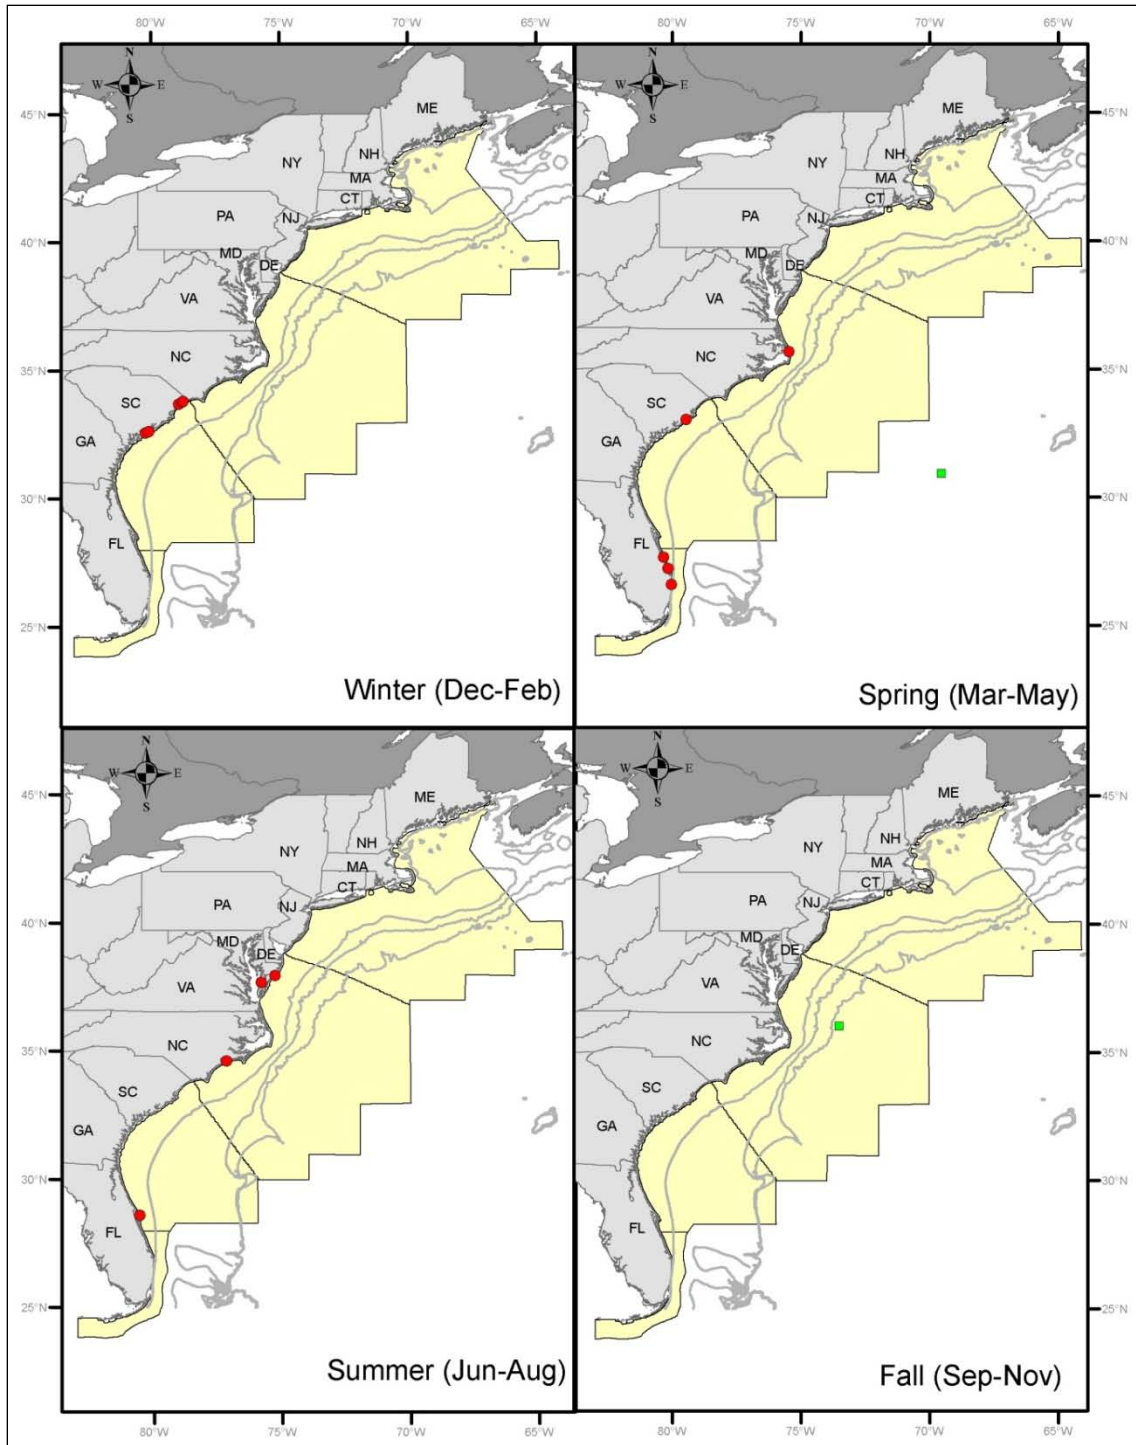 80°W 75°W 70°W 65°W 80°W 75°W 70°W 65°W
N
W E
S
45°N
ME
NY
NH
MA
CT
40°N
PA
NJ
MD
DE
VA
35°N
NC
SC
GA
30°N
FL
25°N
Winter (Dec-Feb)
N
W E
S
ME
45°N
NY
NH
MA
CT
PA
NJ
40°N
MD
DE
VA
NC
35°N
SC
GA
30°N
FL
25°N
Spring (Mar-May)
N
W E
S
45°N
ME
NY
NH
MA
CT
40°N
PA
NJ
MD
DE
VA
35°N
NC
SC
GA
30°N
FL
25°N
Summer (Jun-Aug)
N
W E
S
ME
45°N
NY
NH
MA
CT
PA
NJ
40°N
MD
DE
VA
NC
35°N
SC
GA
30°N
FL
25°N
Fall (Sep-Nov)
80°W 75°W 70°W 65°W 80°W 75°W 70°W 65°W